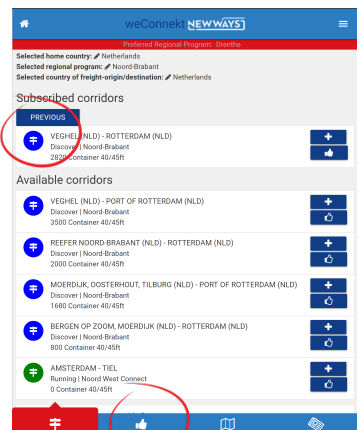 weConnekt NEWWAYS
Preferred Regional Program: Drenthe
Selected home country: Netherlands
Selected regional program: Noord-Brabant
Selected country of freight-origin/destination: Netherlands
Subscribed corridors
PREVIOUS
VEGHEL (NLD) - ROTTERDAM (NLD)
Discover | Noord-Brabant
2820 Container 40/45ft
Available corridors
VEGHEL (NLD) - PORT OF ROTTERDAM (NLD)
Discover | Noord-Brabant
3500 Container 40/45ft
REEFER NOORD-BRABANT (NLD) - ROTTERDAM (NLD)
Discover | Noord-Brabant
2000 Container 40/45ft
MOERDIJK, OOSTERHOUT, TILBURG (NLD) - PORT OF ROTTERDAM (NLD)
Discover | Noord-Brabant
1680 Container 40/45ft
BERGEN OP ZOOM, MOERDIJK (NLD) - ROTTERDAM (NLD)
Discover | Noord-Brabant
800 Container 40/45ft
AMSTERDAM - TIEL
Running | Noord West Connect
0 Container 40/45ft